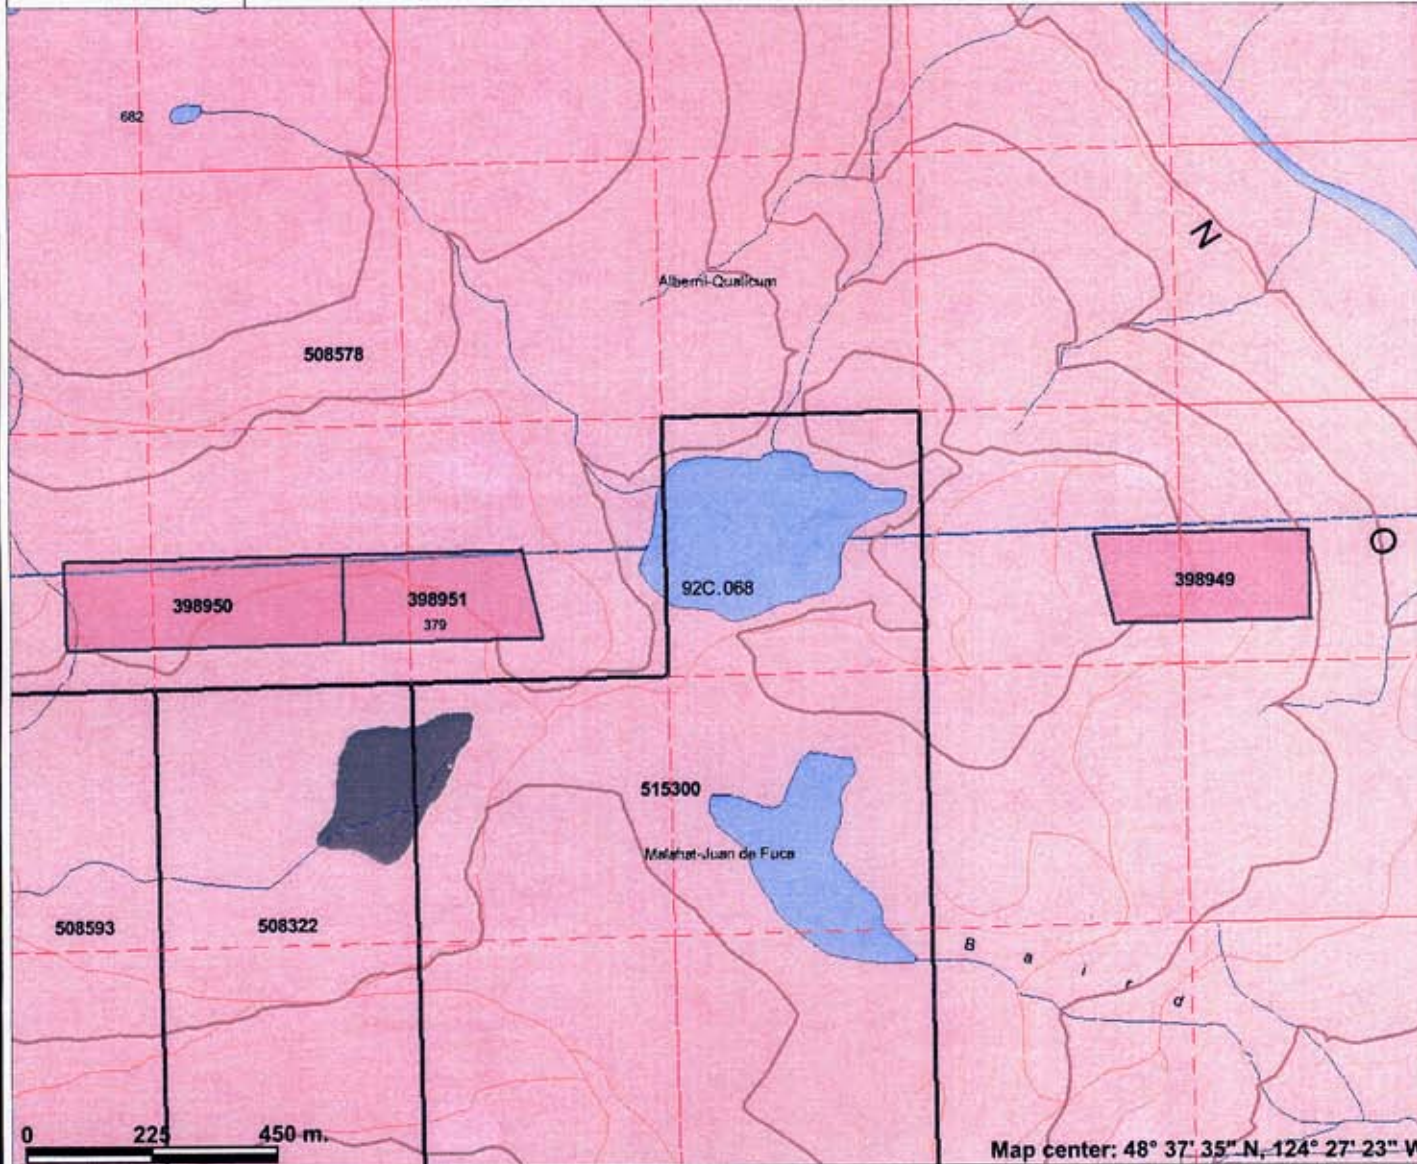 682
N
Alberni-Qualicum
508578
398949
92C.068
398950
398951
379
515300
Malahat-Juan de Fuca
508593
508322
B a i r d
0 225 450 m.
Map center: 48° 37' 35" N, 124° 27' 23" W
O